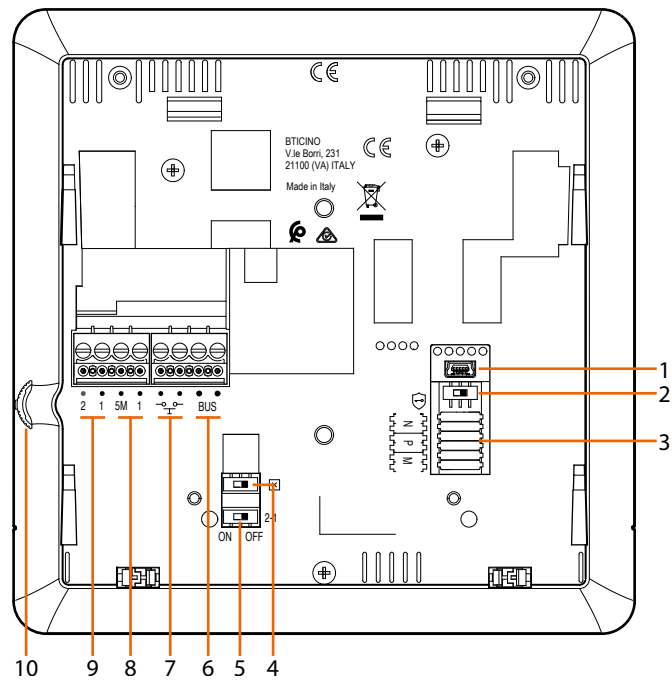 CE
BTICINO
V.le Borri, 231
21100 (VA) ITALY
CE
Made in Italy
1
2
N
P
M
3
2 1 5M 1 BUS
4
2-1
ON OFF
10 9 8 7 6 5 4